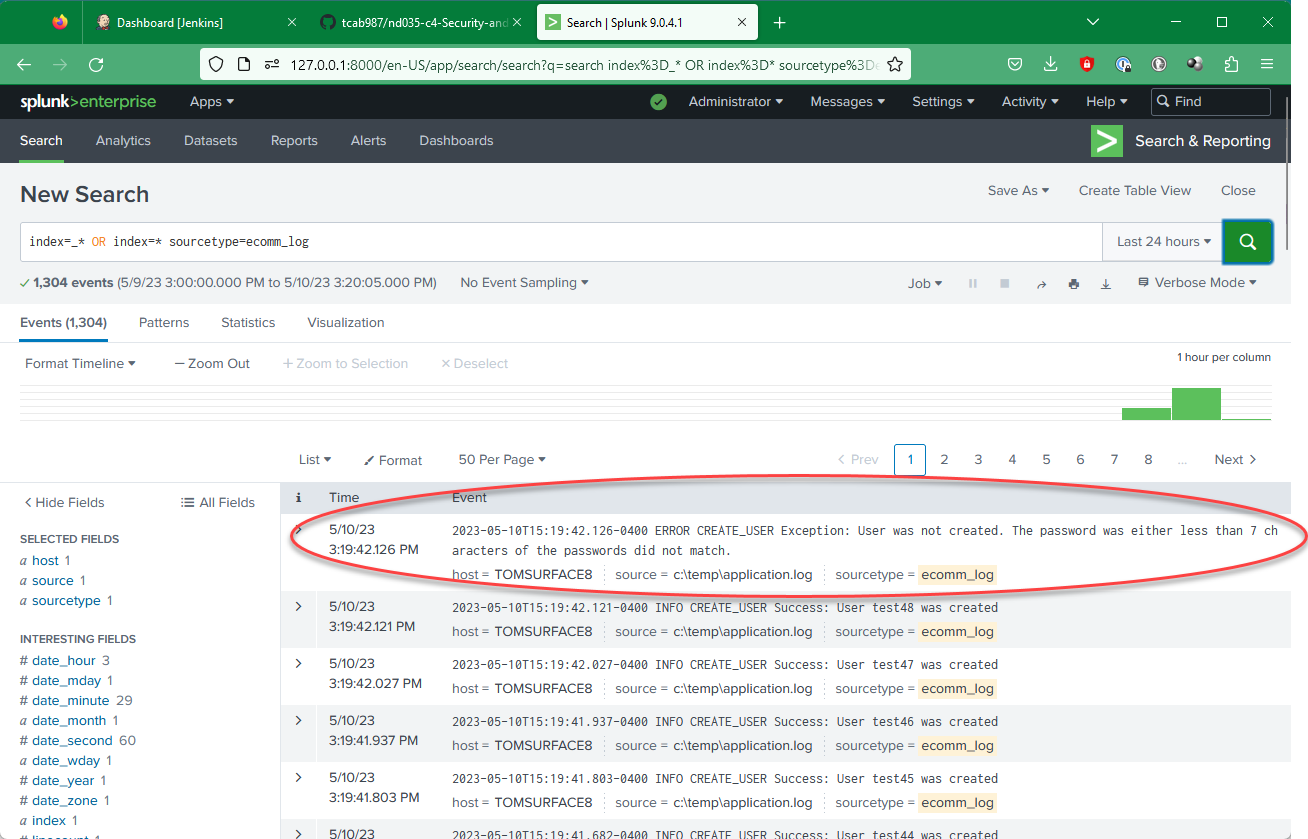 Dashboard [Jenkins]
tcab987/nd035-c4-Security-and
Search | Splunk 9.0.4.1
127.0.0.1:8000/en-US/app/search/search?q=search index%3D_* OR index%3D* sourcetype%3De
splunk>enterprise Apps Administrator Messages Settings Activity Help Find
Search Analytics Datasets Reports Alerts Dashboards Search & Reporting
New Search Save As Create Table View Close
index=_* OR index=* sourcetype=ecomm_log Last 24 hours
1,304 events (5/9/23 3:00:00.000 PM to 5/10/23 3:20:05.000 PM) No Event Sampling Job Verbose Mode
Events (1,304) Patterns Statistics Visualization
Format Timeline — Zoom Out + Zoom to Selection × Deselect 1 hour per column
List Format 50 Per Page < Prev 1 2 3 4 5 6 7 8 ... Next >
< Hide Fields All Fields
i Time Event
SELECTED FIELDS
a host 1
a source 1
a sourcetype 1
INTERESTING FIELDS
# date_hour 3
# date_mday 1
# date_minute 29
a date_month 1
# date_second 60
a date_wday 1
# date_year 1
a date_zone 1
a index 1
# linecount 1
> 5/10/23
3:19:42.126 PM
2023-05-10T15:19:42.126-0400 ERROR CREATE_USER Exception: User was not created. The password was either less than 7 ch
aracters of the passwords did not match.
host = TOMSURFACE8 source = c:\temp\application.log sourcetype = ecomm_log
> 5/10/23
3:19:42.121 PM
2023-05-10T15:19:42.121-0400 INFO CREATE_USER Success: User test48 was created
host = TOMSURFACE8 source = c:\temp\application.log sourcetype = ecomm_log
> 5/10/23
3:19:42.027 PM
2023-05-10T15:19:42.027-0400 INFO CREATE_USER Success: User test47 was created
host = TOMSURFACE8 source = c:\temp\application.log sourcetype = ecomm_log
> 5/10/23
3:19:41.937 PM
2023-05-10T15:19:41.937-0400 INFO CREATE_USER Success: User test46 was created
host = TOMSURFACE8 source = c:\temp\application.log sourcetype = ecomm_log
> 5/10/23
3:19:41.803 PM
2023-05-10T15:19:41.803-0400 INFO CREATE_USER Success: User test45 was created
host = TOMSURFACE8 source = c:\temp\application.log sourcetype = ecomm_log
> 5/10/23
2023-05-10T15:19:41.682-0400 INFO CREATE_USER Success: User test44 was created